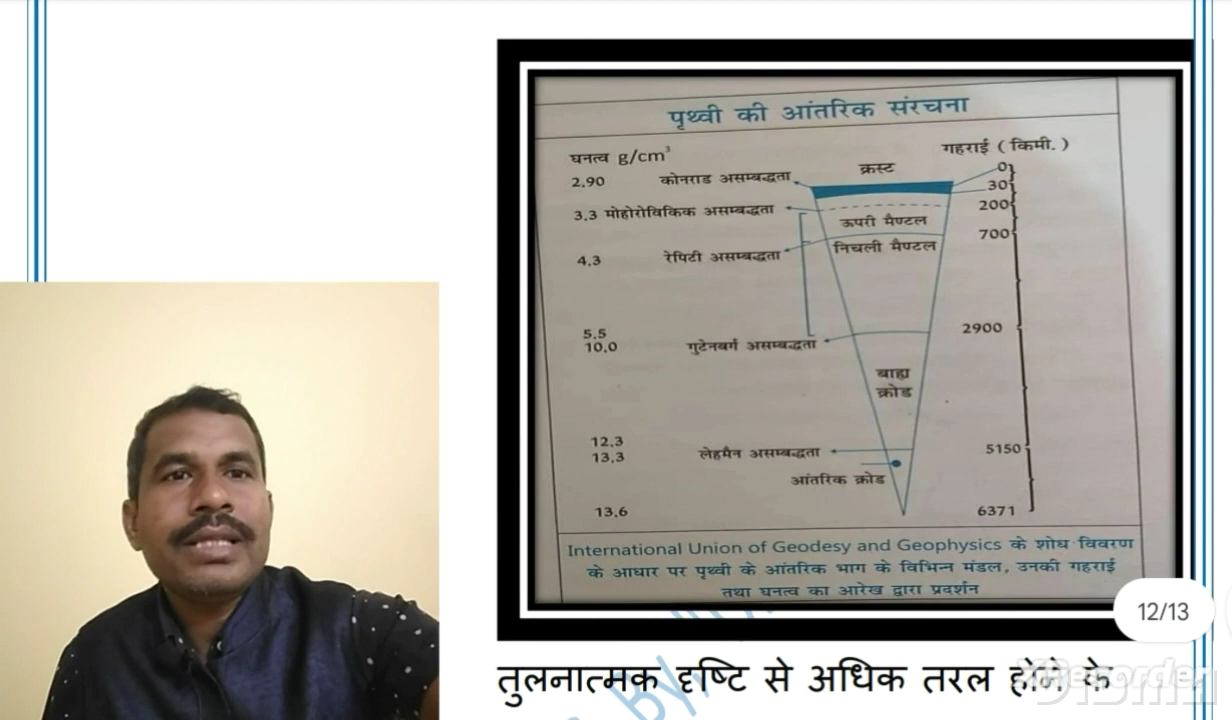 पृथ्वी की आंतरिक संरचना
घनत्व g/cm³
गहराई ( किमी. )
क्रस्ट
0
2.90 कोनराड असम्बद्धता
30
3.3 मोहोरोविकिक असम्बद्धता
200
ऊपरी मैण्टल
700
निचली मैण्टल
4.3 रेपिटी असम्बद्धता
5.5
2900
10.0 गुटेनबर्ग असम्बद्धता
बाह्य
क्रोड
12.3
5150
13.3 लेहमैन असम्बद्धता
आंतरिक क्रोड
13.6
6371
International Union of Geodesy and Geophysics के शोध विवरण
के आधार पर पृथ्वी के आंतरिक भाग के विभिन्न मंडल, उनकी गहराई
तथा घनत्व का आरेख द्वारा प्रदर्शन
12/13
तुलनात्मक दृष्टि से अधिक तरल होने के